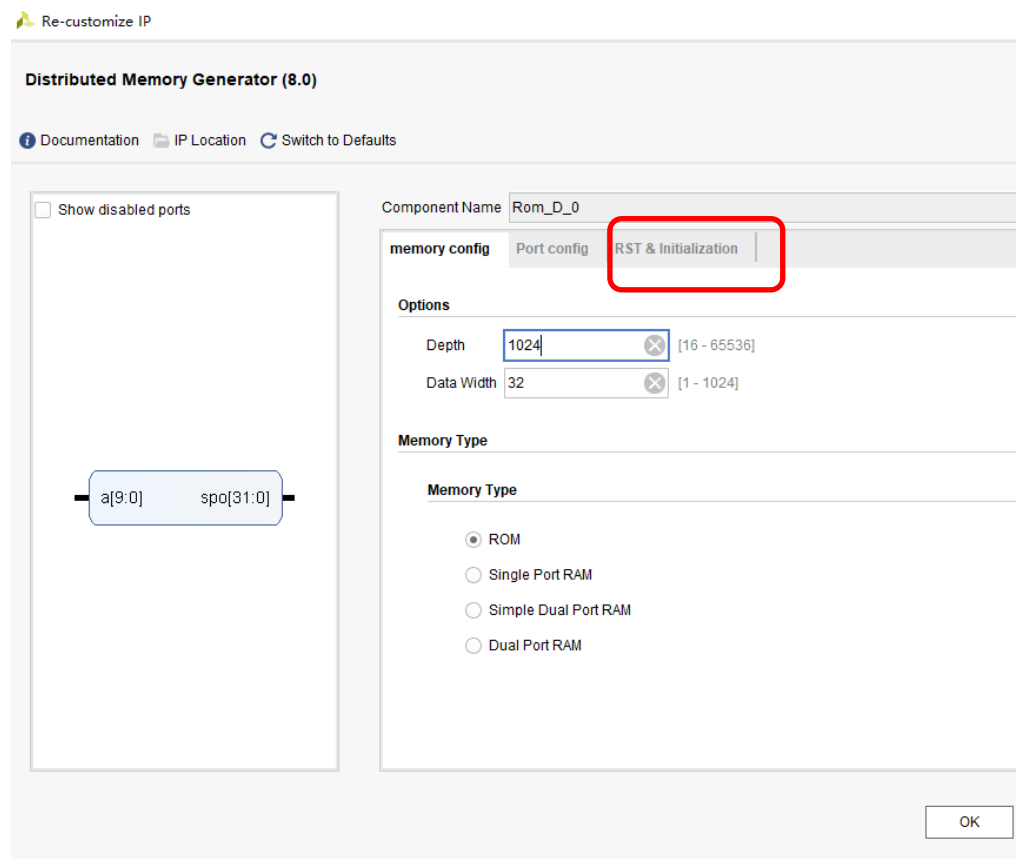 Re-customize IP
Distributed Memory Generator (8.0)
Documentation IP Location Switch to Defaults
Show disabled ports
a[9:0] spo[31:0]
Component Name Rom_D_0
memory config Port config RST & Initialization
Options
Depth 1024 [16 - 65536]
Data Width 32 [1 - 1024]
Memory Type
Memory Type
ROM
Single Port RAM
Simple Dual Port RAM
Dual Port RAM
OK